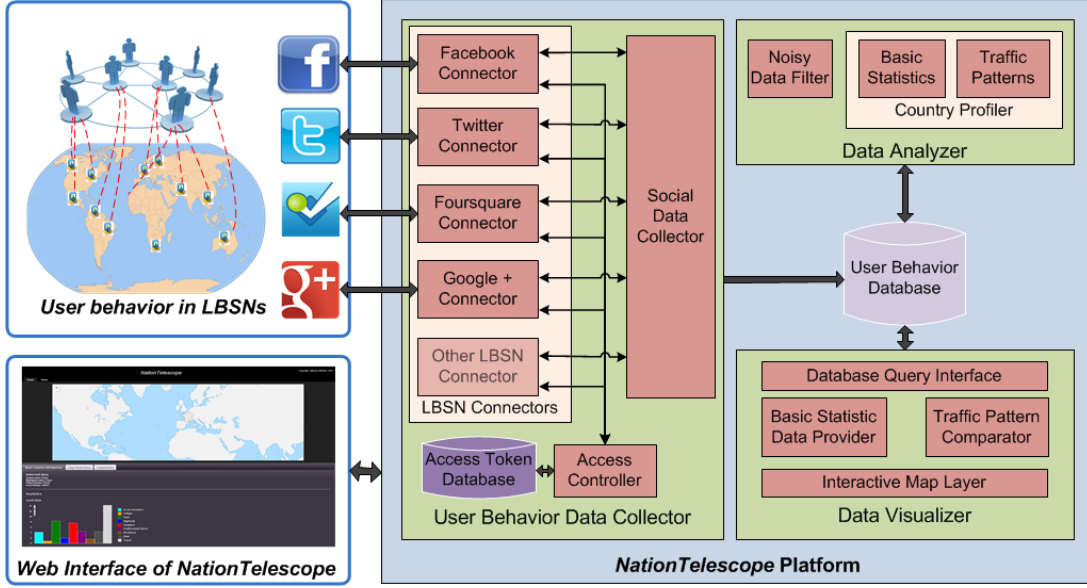 f
t
g+
User behavior in LBSNs
NationTelescope
Web Interface of NationTelescope
Facebook
Connector
Twitter
Connector
Foursquare
Connector
Google +
Connector
Other LBSN
Connector
LBSN Connectors
Social
Data
Collector
Access Token
Database
Access
Controller
User Behavior Data Collector
Noisy
Data Filter
Basic
Statistics
Traffic
Patterns
Country Profiler
Data Analyzer
User Behavior
Database
Database Query Interface
Basic Statistic
Data Provider
Traffic Pattern
Comparator
Interactive Map Layer
Data Visualizer
NationTelescope Platform